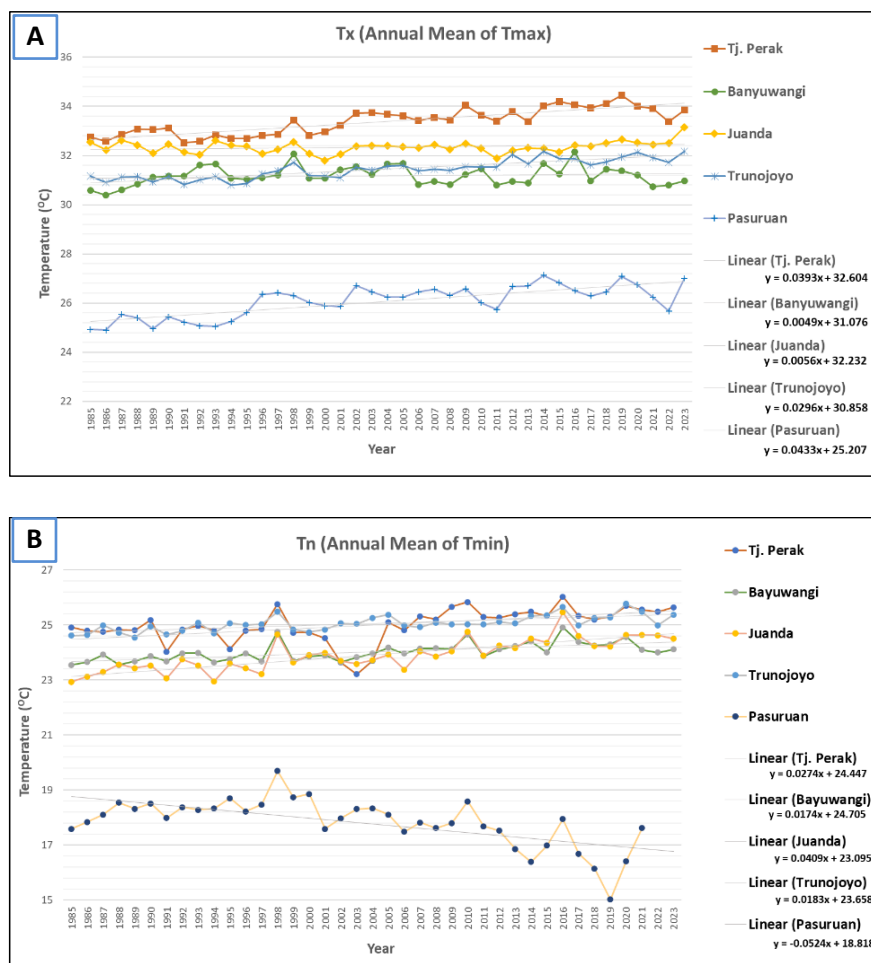 A
Tx (Annual Mean of Tmax)
36
34
32
30
28
26
24
22
Temperature (⁰C)
1985 1986 1987 1988 1989 1990 1991 1992 1993 1994 1995 1996 1997 1998 1999 2000 2001 2002 2003 2004 2005 2006 2007 2008 2009 2010 2011 2012 2013 2014 2015 2016 2017 2018 2019 2020 2021 2022 2023
Year
Tj. Perak
Banyuwangi
Juanda
Trunojoyo
Pasuruan
Linear (Tj. Perak)
y = 0.0393x + 32.604
Linear (Banyuwangi)
y = 0.0049x + 31.076
Linear (Juanda)
y = 0.0056x + 32.232
Linear (Trunojoyo)
y = 0.0296x + 30.858
Linear (Pasuruan)
y = 0.0433x + 25.207
B
Tn (Annual Mean of Tmin)
27
25
23
21
19
17
15
Temperature (⁰C)
1985 1986 1987 1988 1989 1990 1991 1992 1993 1994 1995 1996 1997 1998 1999 2000 2001 2002 2003 2004 2005 2006 2007 2008 2009 2010 2011 2012 2013 2014 2015 2016 2017 2018 2019 2020 2021 2022 2023
Year
Tj. Perak
Bayuwangi
Juanda
Trunojoyo
Pasuruan
Linear (Tj. Perak)
y = 0.0274x + 24.447
Linear (Bayuwangi)
y = 0.0174x + 24.705
Linear (Juanda)
y = 0.0409x + 23.095
Linear (Trunojoyo)
y = 0.0183x + 23.658
Linear (Pasuruan)
y = -0.0524x + 18.818